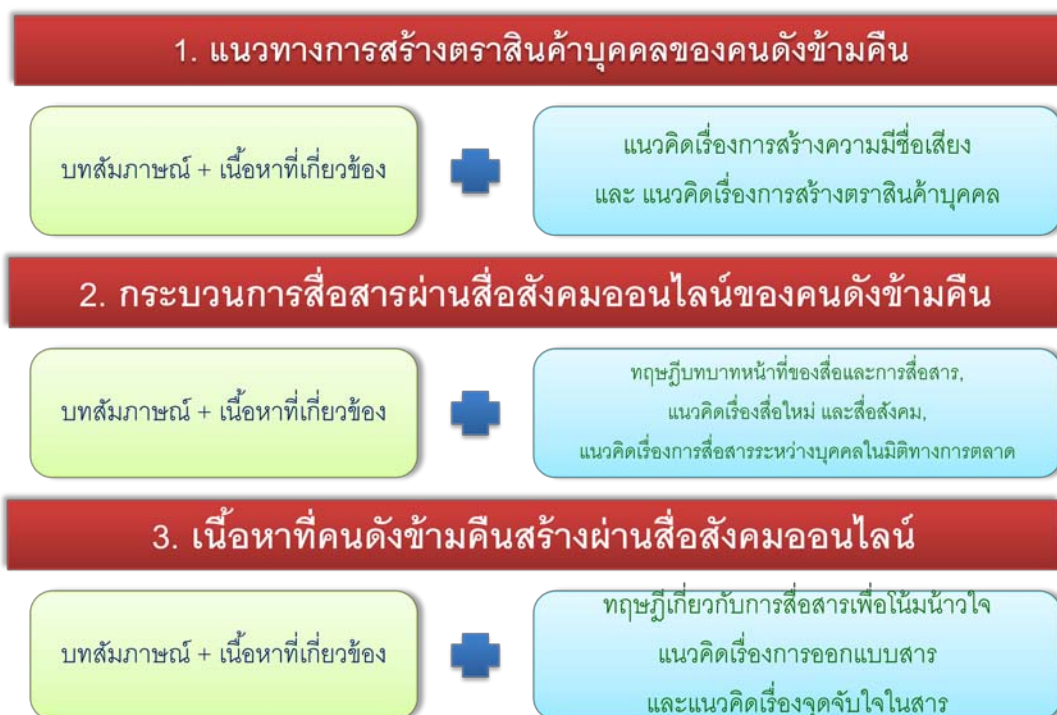 1. แนวทางการสร้างตราสินค้าบุคคลของคนดังข้ามคืน
บทสัมภาษณ์ + เนื้อหาที่เกี่ยวข้อง
แนวคิดเรื่องการสร้างความมีชื่อเสียง
และ แนวคิดเรื่องการสร้างตราสินค้าบุคคล
2. กระบวนการสื่อสารผ่านสื่อสังคมออนไลน์ของคนดังข้ามคืน
บทสัมภาษณ์ + เนื้อหาที่เกี่ยวข้อง
ทฤษฎีบทบาทหน้าที่ของสื่อและการสื่อสาร,
แนวคิดเรื่องสื่อใหม่ และสื่อสังคม,
แนวคิดเรื่องการสื่อสารระหว่างบุคคลในมิติทางการตลาด
3. เนื้อหาที่คนดังข้ามคืนสร้างผ่านสื่อสังคมออนไลน์
บทสัมภาษณ์ + เนื้อหาที่เกี่ยวข้อง
ทฤษฎีเกี่ยวกับการสื่อสารเพื่อโน้มน้าวใจ
แนวคิดเรื่องการออกแบบสาร
และแนวคิดเรื่องจุดจับใจในสาร